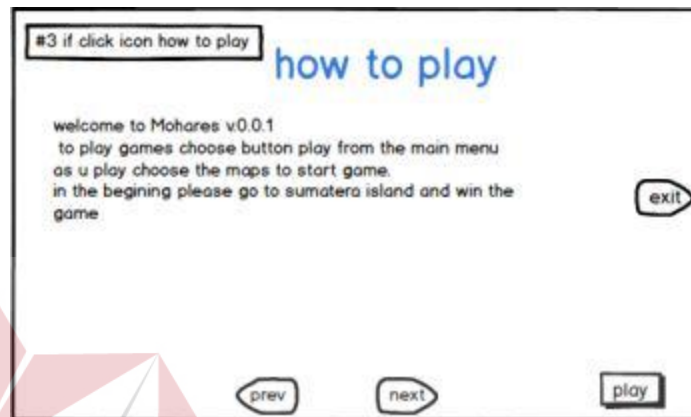 #3 if click icon how to play
how to play
welcome to Mohares v.0.0.1
to play games choose button play from the main menu
as u play choose the maps to start game.
in the begining please go to sumatera island and win the
game
exit
prev
next
play